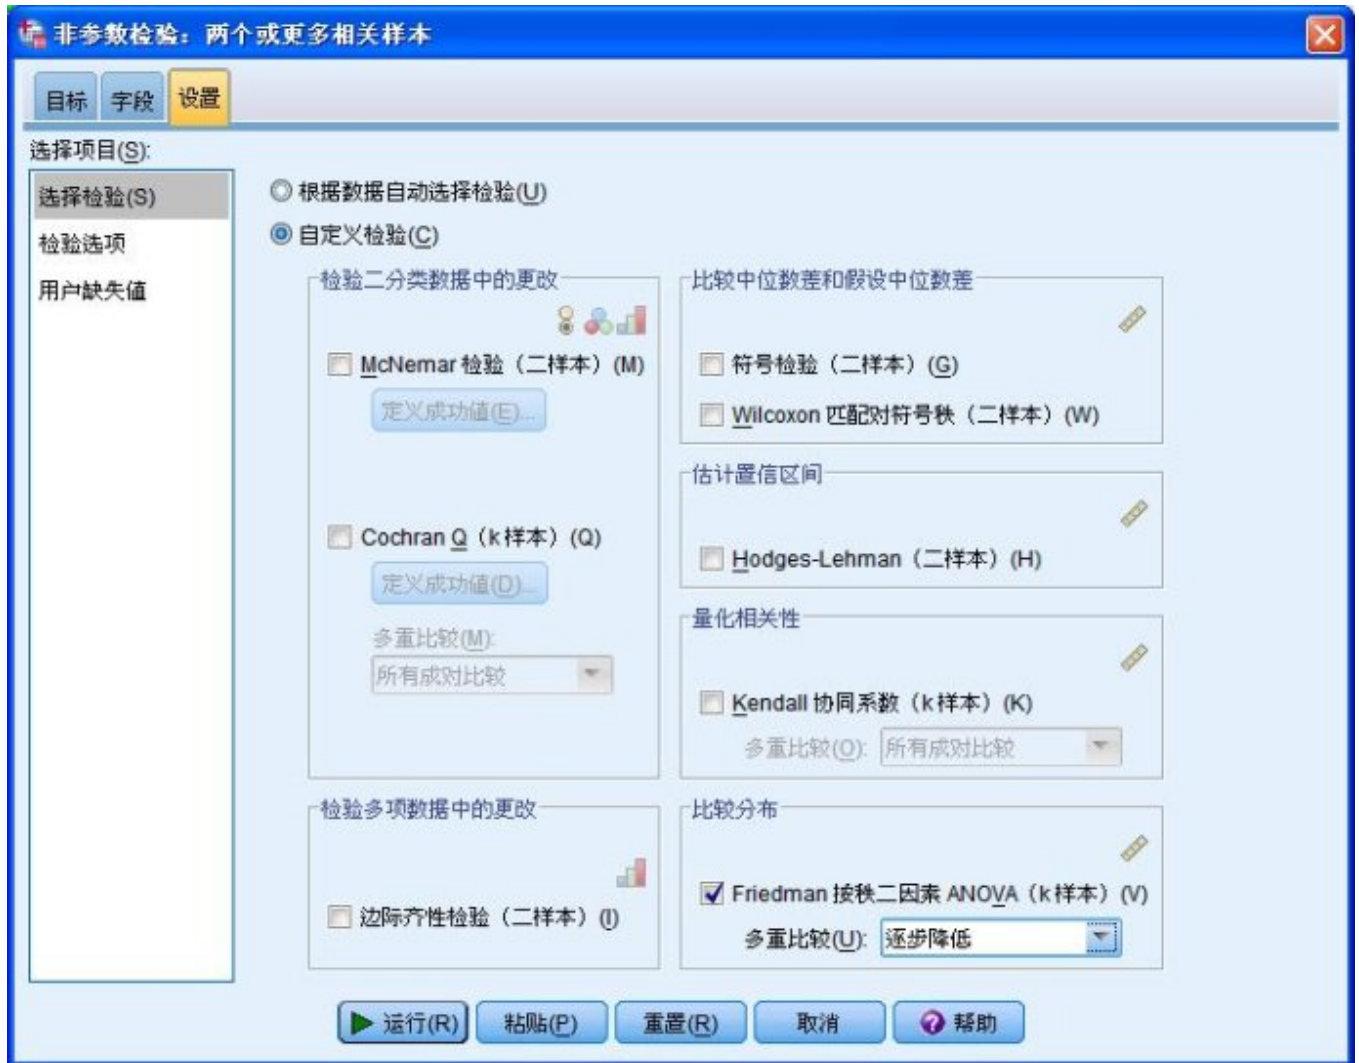 非参数检验：两个或更多相关样本
目标 字段 设置
选择项目(S):
选择检验(S)
检验选项
用户缺失值
根据数据自动选择检验(U)
自定义检验(C)
检验二分类数据中的更改
McNemar 检验（二样本）(M)
定义成功值(E)...
Cochran Q（k样本）(Q)
定义成功值(D)...
多重比较(M):
所有成对比较
检验多项数据中的更改
边际齐性检验（二样本）(I)
比较中位数差和假设中位数差
符号检验（二样本）(G)
Wilcoxon 匹配对符号秩（二样本）(W)
估计置信区间
Hodges-Lehman（二样本）(H)
量化相关性
Kendall 协同系数（k样本）(K)
多重比较(O): 所有成对比较
比较分布
Friedman 按秩二因素 ANOVA（k样本）(V)
多重比较(U): 逐步降低
运行(R) 粘贴(P) 重置(R) 取消 帮助